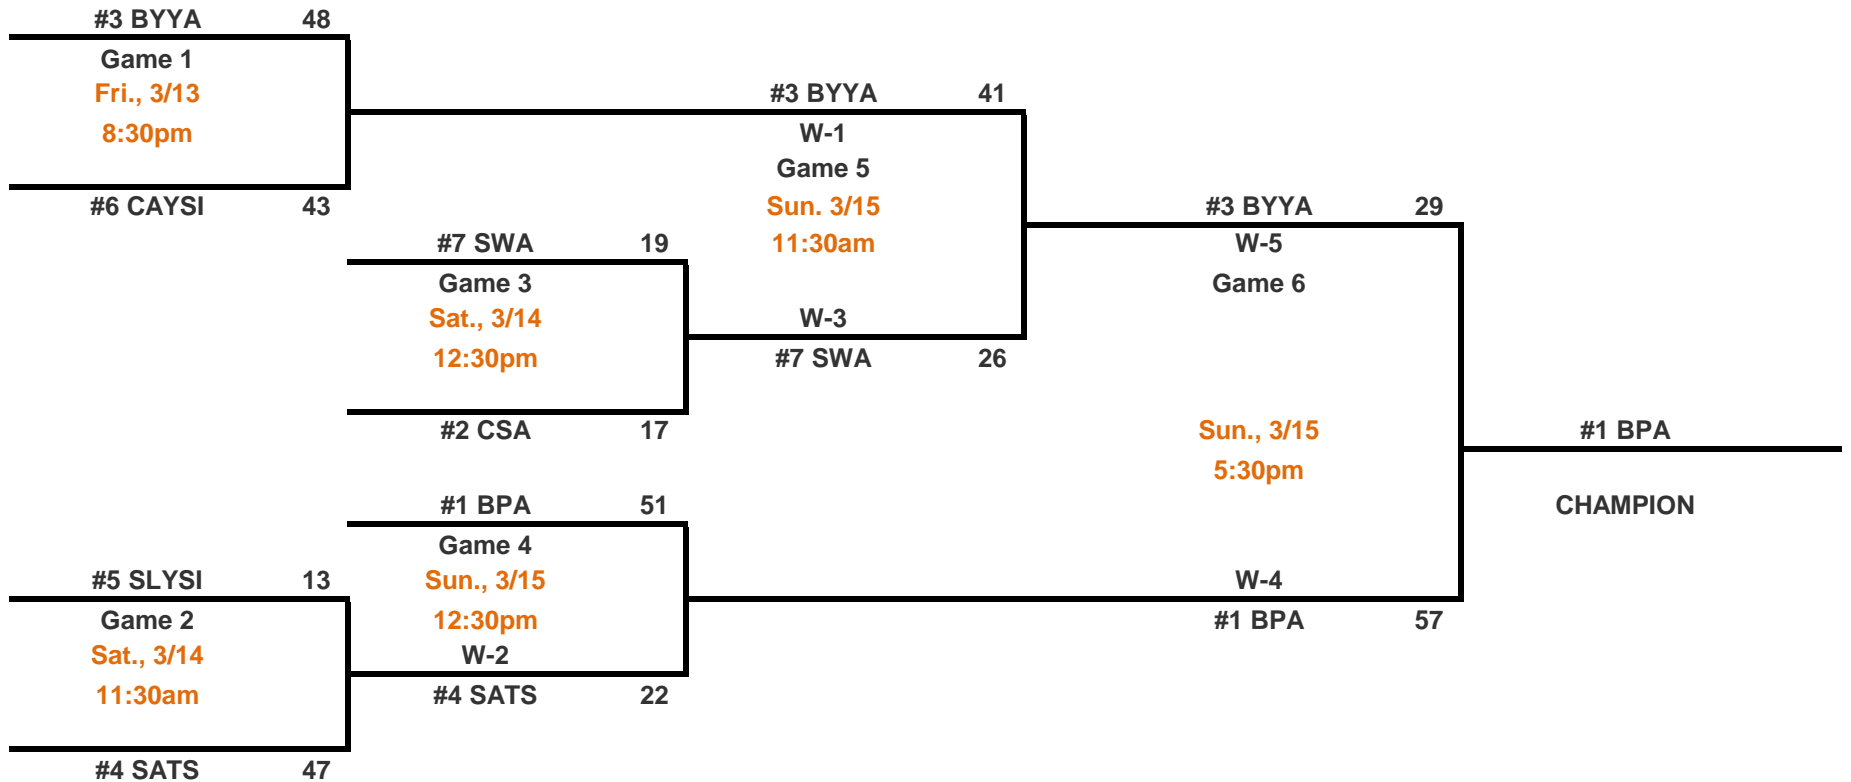 #3 BYYA 48
Game 1
Fri., 3/13
8:30pm
#6 CAYSI 43
#7 SWA 19
Game 3
Sat., 3/14
12:30pm
#2 CSA 17
#1 BPA 51
Game 4
Sun., 3/15
12:30pm
W-2
#4 SATS 22
#5 SLYSI 13
Game 2
Sat., 3/14
11:30am
#4 SATS 47
#3 BYYA 41
W-1
Game 5
Sun. 3/15
11:30am
W-3
#7 SWA 26
#3 BYYA 29
W-5
Game 6
Sun., 3/15
5:30pm
W-4
#1 BPA 57
#1 BPA
CHAMPION